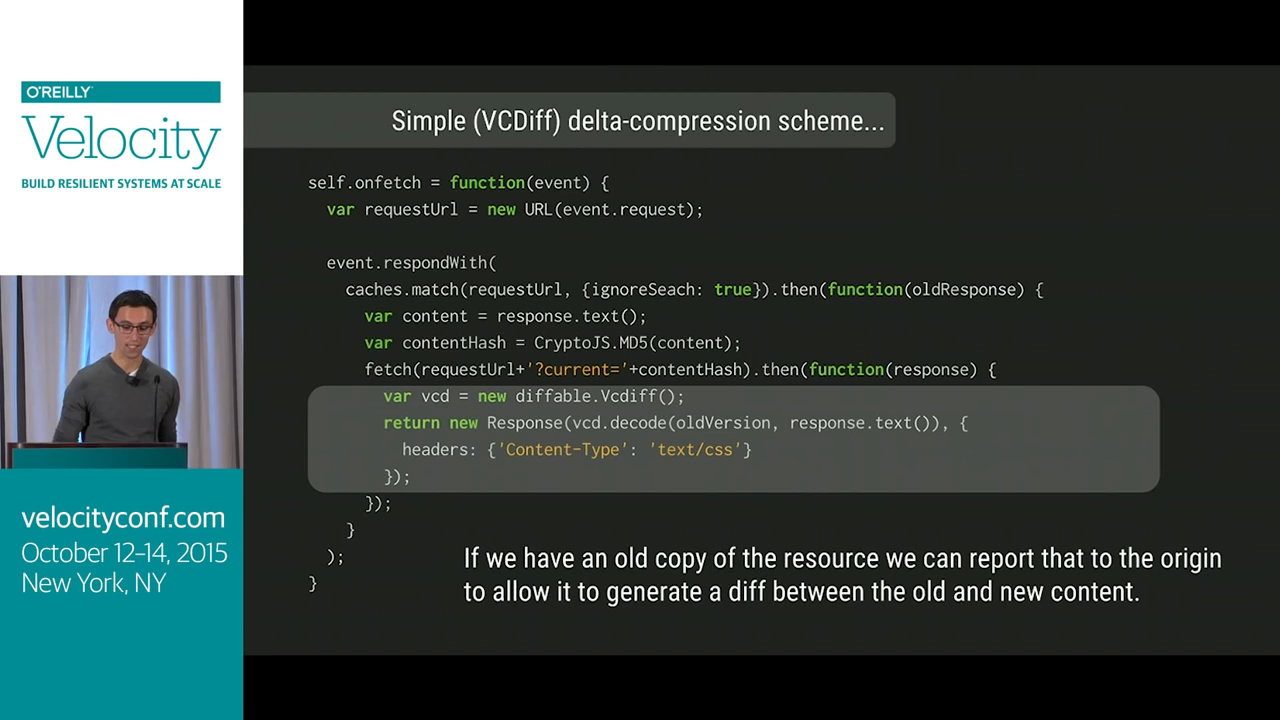 O'REILLY
Velocity
BUILD RESILIENT SYSTEMS AT SCALE
velocityconf.com
October 12–14, 2015
New York, NY
Simple (VCDiff) delta-compression scheme...
self.onfetch = function(event) {
var requestUrl = new URL(event.request);
event.respondWith(
caches.match(requestUrl, {ignoreSeach: true}).then(function(oldResponse) {
var content = response.text();
var contentHash = CryptoJS.MD5(content);
fetch(requestUrl+'?current='+contentHash).then(function(response) {
var vcd = new diffable.Vcdiff();
return new Response(vcd.decode(oldVersion, response.text()), {
headers: {'Content-Type': 'text/css'}
});
});
}
);
}
If we have an old copy of the resource we can report that to the origin
to allow it to generate a diff between the old and new content.